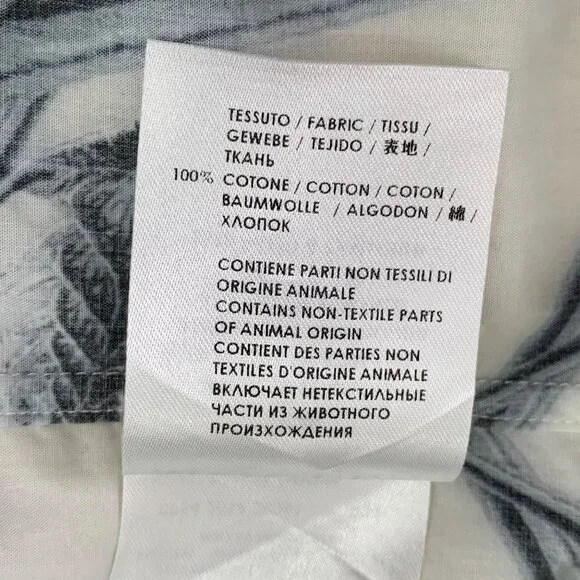 TESSUTO / FABRIC / TISSU /
GEWEBE / TEJIDO / 表地 /
ТКАНЬ
100% COTONE / COTTON / COTON /
BAUMWOLLE / ALGODON / 綿 /
ХЛОПОК
CONTIENE PARTI NON TESSILI DI
ORIGINE ANIMALE
CONTAINS NON-TEXTILE PARTS
OF ANIMAL ORIGIN
CONTIENT DES PARTIES NON
TEXTILES D'ORIGINE ANIMALE
ВКЛЮЧАЕТ НЕТЕКСТИЛЬНЫЕ
ЧАСТИ ИЗ ЖИВОТНОГО
ПРОИЗХОЖДЕНИЯ